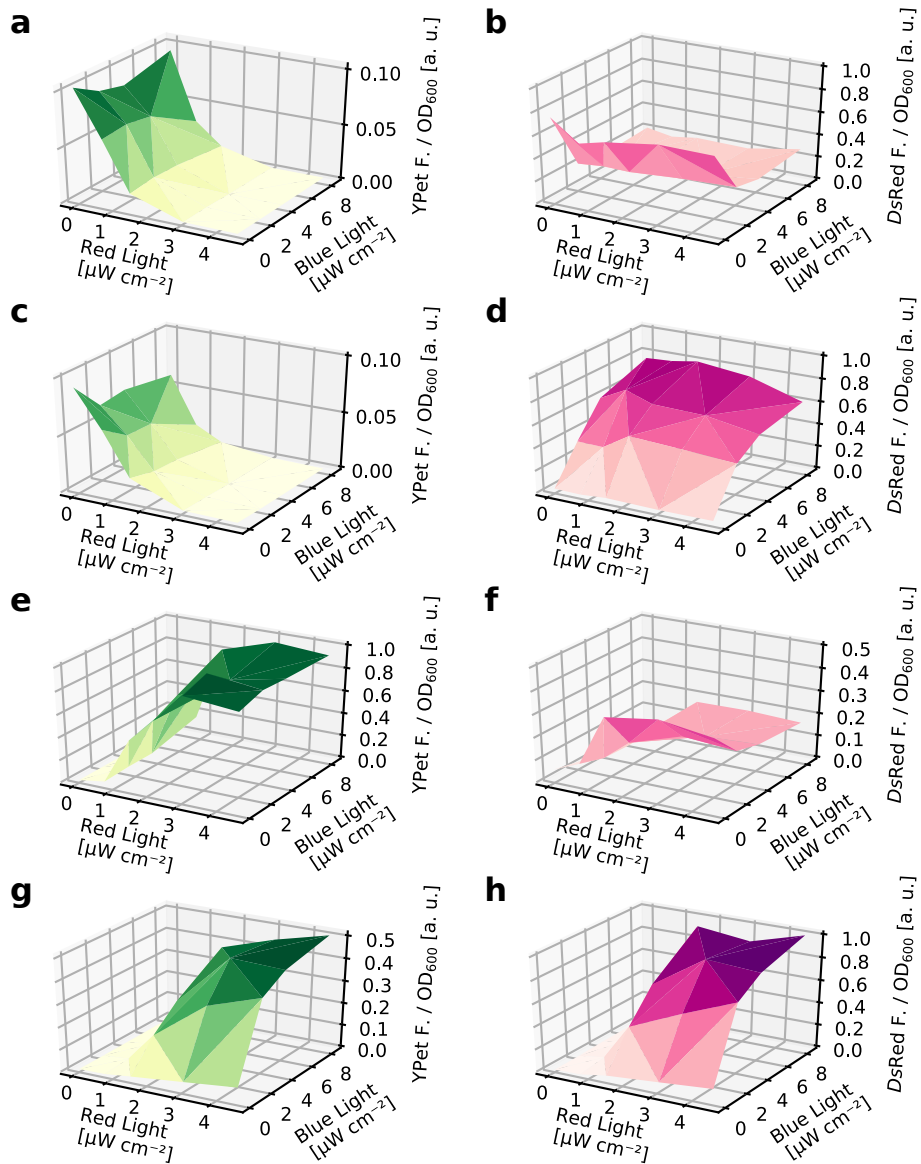 a
0.10
0.05
0.00
YPet F. / OD₆₀₀ [a. u.]
0 1 2 3 4
Red Light
[µW cm⁻²]
0 2 4 6 8
Blue Light
[µW cm⁻²]
b
1.0
0.8
0.6
0.4
0.2
0.0
DsRed F. / OD₆₀₀ [a. u.]
0 1 2 3 4
Red Light
[µW cm⁻²]
0 2 4 6 8
Blue Light
[µW cm⁻²]
c
0.10
0.05
0.00
YPet F. / OD₆₀₀ [a. u.]
0 1 2 3 4
Red Light
[µW cm⁻²]
0 2 4 6 8
Blue Light
[µW cm⁻²]
d
1.0
0.8
0.6
0.4
0.2
0.0
DsRed F. / OD₆₀₀ [a. u.]
0 1 2 3 4
Red Light
[µW cm⁻²]
0 2 4 6 8
Blue Light
[µW cm⁻²]
e
1.0
0.8
0.6
0.4
0.2
0.0
YPet F. / OD₆₀₀ [a. u.]
0 1 2 3 4
Red Light
[µW cm⁻²]
0 2 4 6 8
Blue Light
[µW cm⁻²]
f
0.5
0.4
0.3
0.2
0.1
0.0
DsRed F. / OD₆₀₀ [a. u.]
0 1 2 3 4
Red Light
[µW cm⁻²]
0 2 4 6 8
Blue Light
[µW cm⁻²]
g
0.5
0.4
0.3
0.2
0.1
0.0
YPet F. / OD₆₀₀ [a. u.]
0 1 2 3 4
Red Light
[µW cm⁻²]
0 2 4 6 8
Blue Light
[µW cm⁻²]
h
1.0
0.8
0.6
0.4
0.2
0.0
DsRed F. / OD₆₀₀ [a. u.]
0 1 2 3 4
Red Light
[µW cm⁻²]
0 2 4 6 8
Blue Light
[µW cm⁻²]